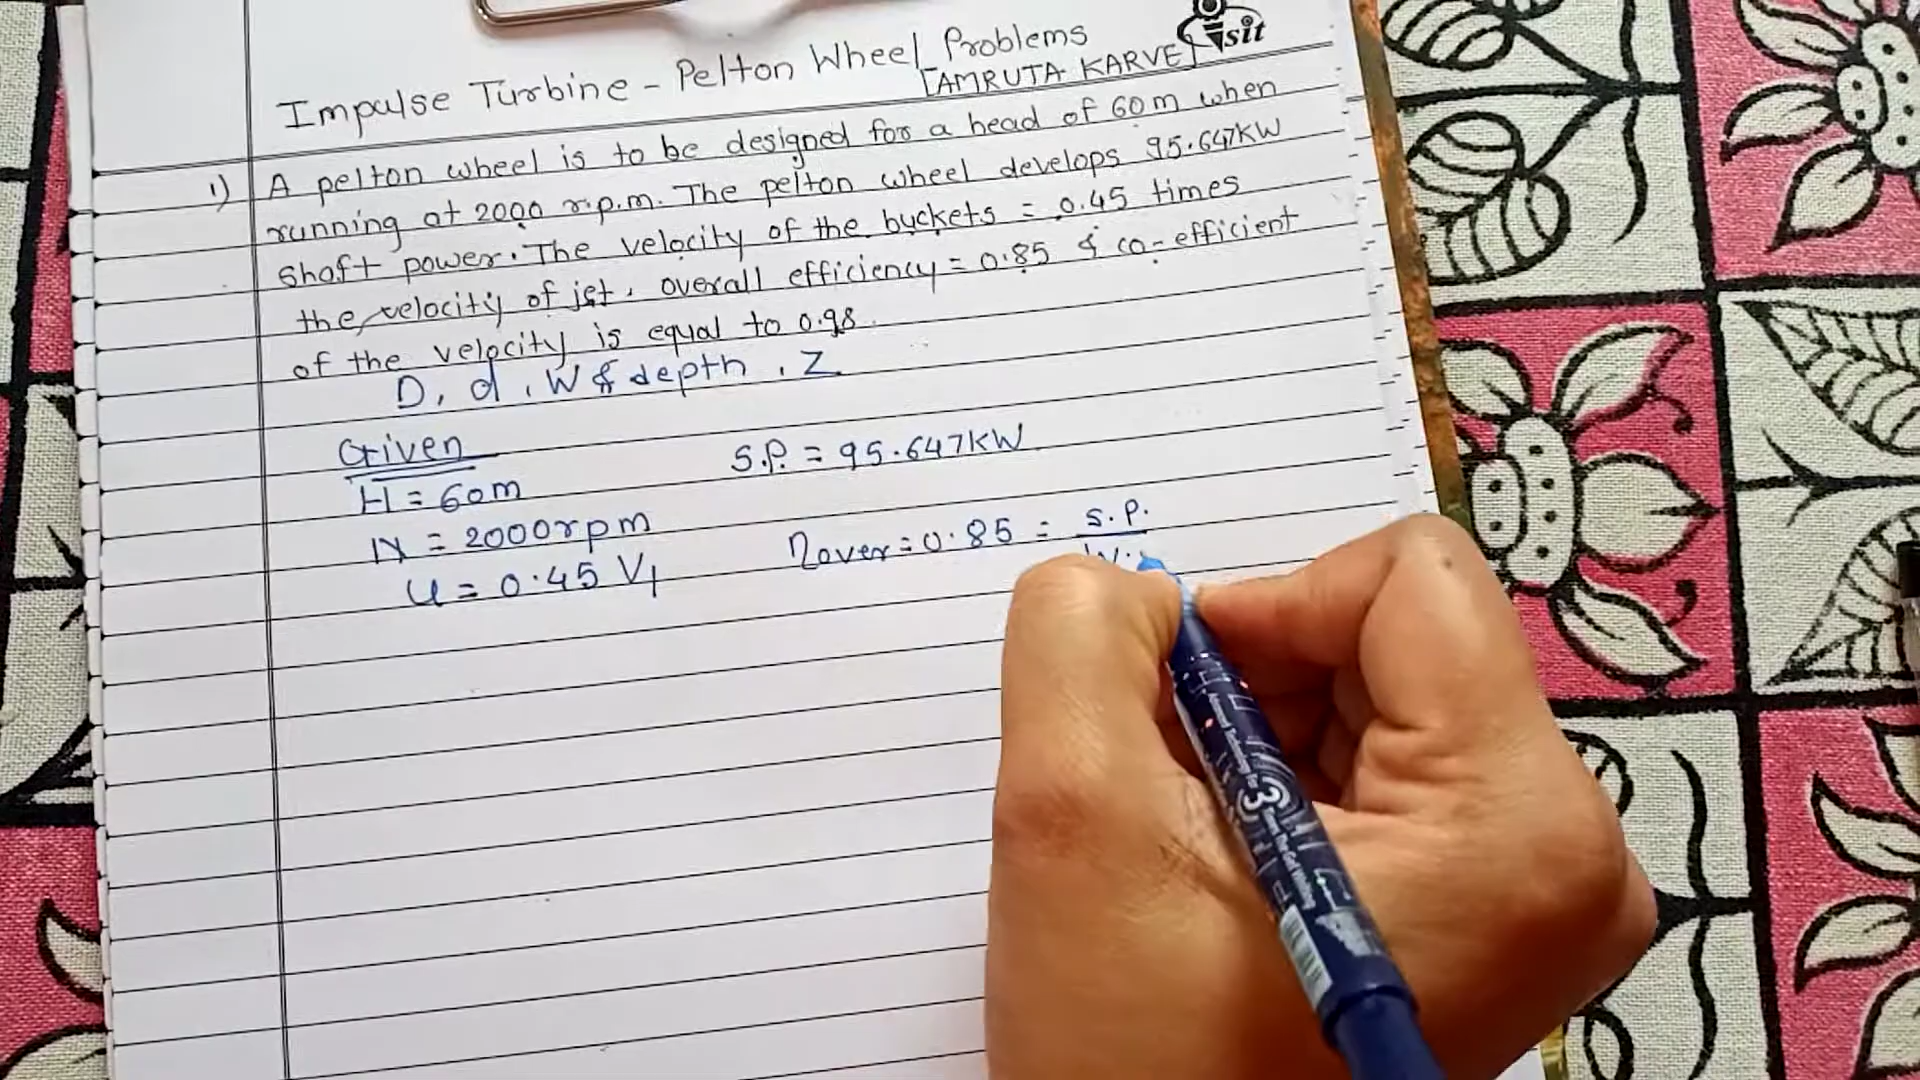 sit
Impulse Turbine - Pelton Wheel Problems
[AMRUTA KARVE]
1) A pelton wheel is to be designed for a head of 60m when
running at 2000 r.p.m. The pelton wheel develops 95.647KW
shaft power. The velocity of the buckets = 0.45 times
the velocity of jet, overall efficiency = 0.85 & co-efficient
of the velocity is equal to 0.98.
D, d, W & depth, Z
Given
H = 60m
N = 2000rpm
u = 0.45 V1
S.P. = 95.647KW
ηover = 0.85 = S.P.
W.
3